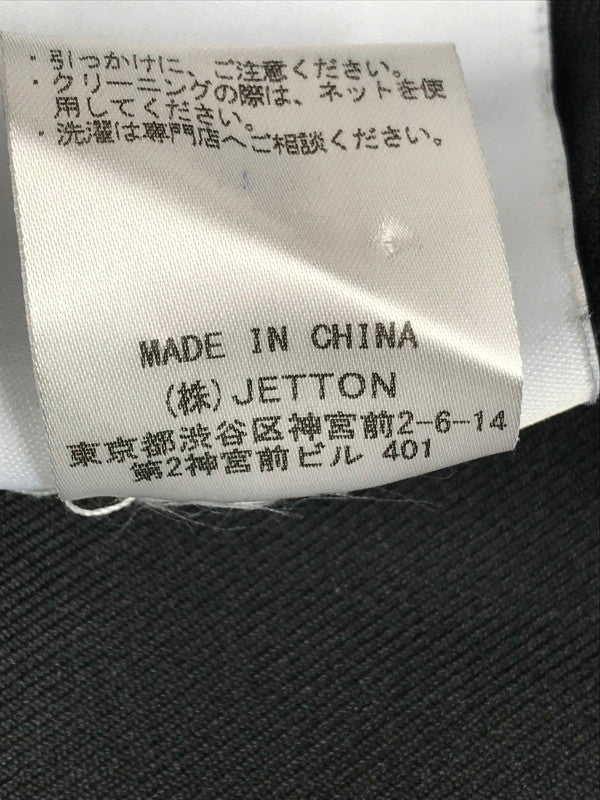 ・引っかけに、ご注意ください。
・クリーニングの際は、ネットを使
用してください。
・洗濯は専門店へご相談ください。
MADE IN CHINA
(株)JETTON
東京都渋谷区神宮前2-6-14
第2神宮前ビル 401